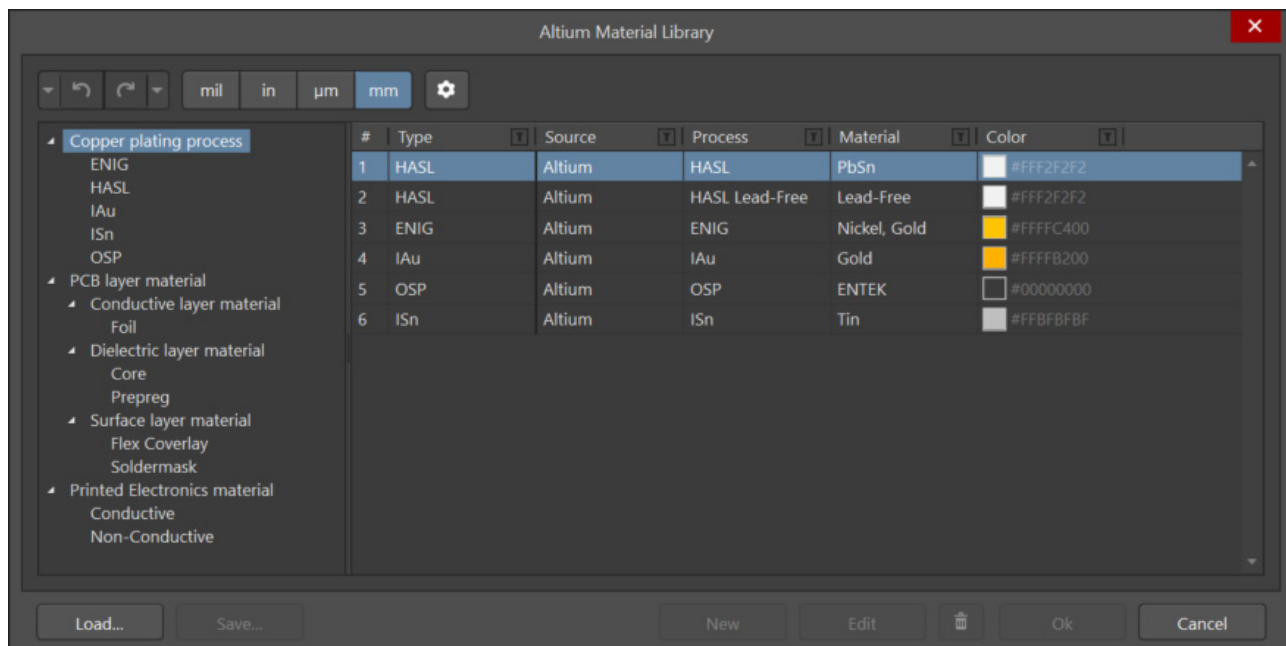 Altium Material Library
mil in µm mm
Copper plating process
ENIG
HASL
IAu
ISn
OSP
PCB layer material
Conductive layer material
Foil
Dielectric layer material
Core
Prepreg
Surface layer material
Flex Coverlay
Soldermask
Printed Electronics material
Conductive
Non-Conductive
# Type Source Process Material Color
1 HASL Altium HASL PbSn #FFF2F2F2
2 HASL Altium HASL Lead-Free Lead-Free #FFF2F2F2
3 ENIG Altium ENIG Nickel, Gold #FFFFC400
4 IAu Altium IAu Gold #FFFFB200
5 OSP Altium OSP ENTEK #00000000
6 ISn Altium ISn Tin #FFBFBFBF
Load... Save... New Edit Ok Cancel